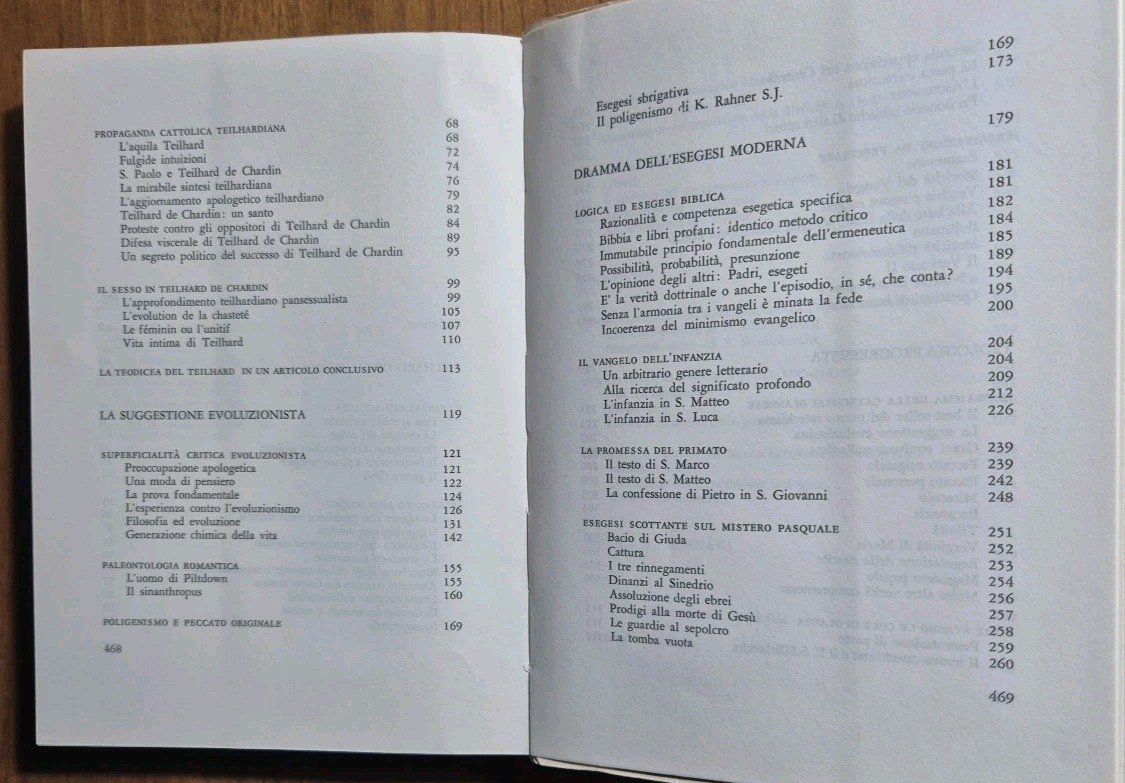 PROPAGANDA CATTOLICA TEILHARDIANA 68
L'aquila Teilhard 68
Fulgide intuizioni 72
S. Paolo e Teilhard de Chardin 74
La mirabile sintesi teilhardiana 76
L'aggiornamento apologetico teilhardiano 79
Teilhard de Chardin: un santo 82
Proteste contro gli oppositori di Teilhard de Chardin 84
Difesa viscerale di Teilhard de Chardin 89
Un segreto politico del successo di Teilhard de Chardin 95
IL SESSO IN TEILHARD DE CHARDIN 99
L'approfondimento teilhardiano pansessualista 99
L'evolution de la chasteté 105
Le féminin ou l'unitif 107
Vita intima di Teilhard 110
LA TEODICEA DEL TEILHARD IN UN ARTICOLO CONCLUSIVO 113
LA SUGGESTIONE EVOLUZIONISTA 119
SUPERFICIALITÀ CRITICA EVOLUZIONISTA 121
Preoccupazione apologetica 121
Una moda di pensiero 122
La prova fondamentale 124
L'esperienza contro l'evoluzionismo 126
Filosofia ed evoluzione 131
Generazione chimica della vita 142
PALEONTOLOGIA ROMANTICA 155
L'uomo di Piltdown 155
Il sinanthropus 160
POLIGENISMO E PECCATO ORIGINALE 169
468
Esegesi sbrigativa 169
Il poligenismo di K. Rahner S.J. 173
DRAMMA DELL'ESEGESI MODERNA 179
LOGICA ED ESEGESI BIBLICA 181
Razionalità e competenza esegetica specifica 181
Bibbia e libri profani: identico metodo critico 182
Immutabile principio fondamentale dell'ermeneutica 184
Possibilità, probabilità, presunzione 185
L'opinione degli altri: Padri, esegeti 189
E' la verità dottrinale o anche l'episodio, in sé, che conta? 194
Senza l'armonia tra i vangeli è minata la fede 195
Incoerenza del minimismo evangelico 200
IL VANGELO DELL'INFANZIA 204
Un arbitrario genere letterario 204
Alla ricerca del significato profondo 209
L'infanzia in S. Matteo 212
L'infanzia in S. Luca 226
LA PROMESSA DEL PRIMATO 239
Il testo di S. Marco 239
Il testo di S. Matteo 242
La confessione di Pietro in S. Giovanni 248
ESEGESI SCOTTANTE SUL MISTERO PASQUALE 251
Bacio di Giuda 252
Cattura 253
I tre rinnegamenti 254
Dinanzi al Sinedrio 256
Assoluzione degli ebrei 257
Prodigi alla morte di Gesù 258
Le guardie al sepolcro 259
La tomba vuota 260
469